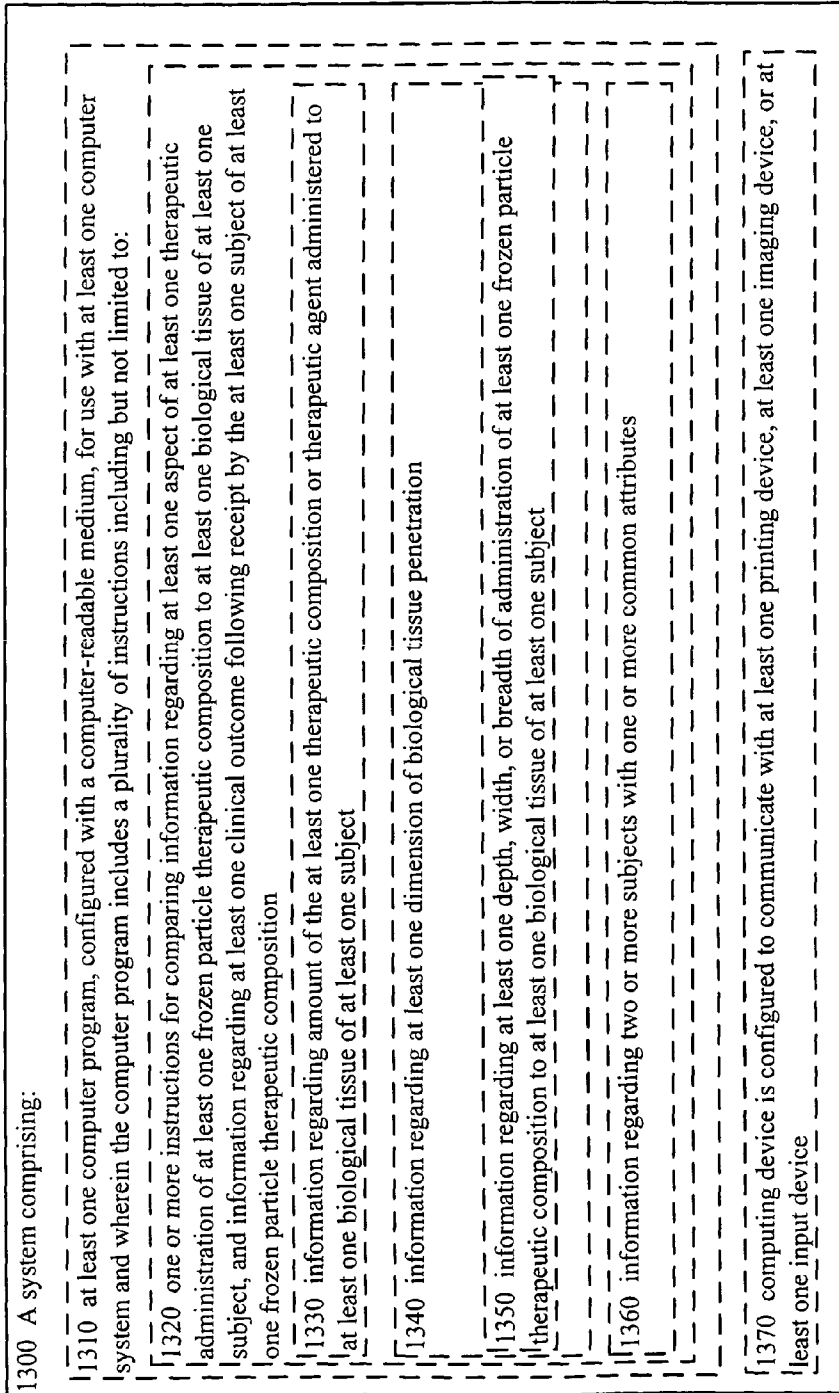 1300 A system comprising:
1310 at least one computer program, configured with a computer-readable medium, for use with at least one computer
system and wherein the computer program includes a plurality of instructions including but not limited to:
1320 one or more instructions for comparing information regarding at least one aspect of at least one therapeutic
administration of at least one frozen particle therapeutic composition to at least one biological tissue of at least one
subject, and information regarding at least one clinical outcome following receipt by the at least one subject of at least
one frozen particle therapeutic composition
1330 information regarding amount of the at least one therapeutic composition or therapeutic agent administered to
at least one biological tissue of at least one subject
1340 information regarding at least one dimension of biological tissue penetration
1350 information regarding at least one depth, width, or breadth of administration of at least one frozen particle
therapeutic composition to at least one biological tissue of at least one subject
1360 information regarding two or more subjects with one or more common attributes
1370 computing device is configured to communicate with at least one printing device, at least one imaging device, or at
least one input device